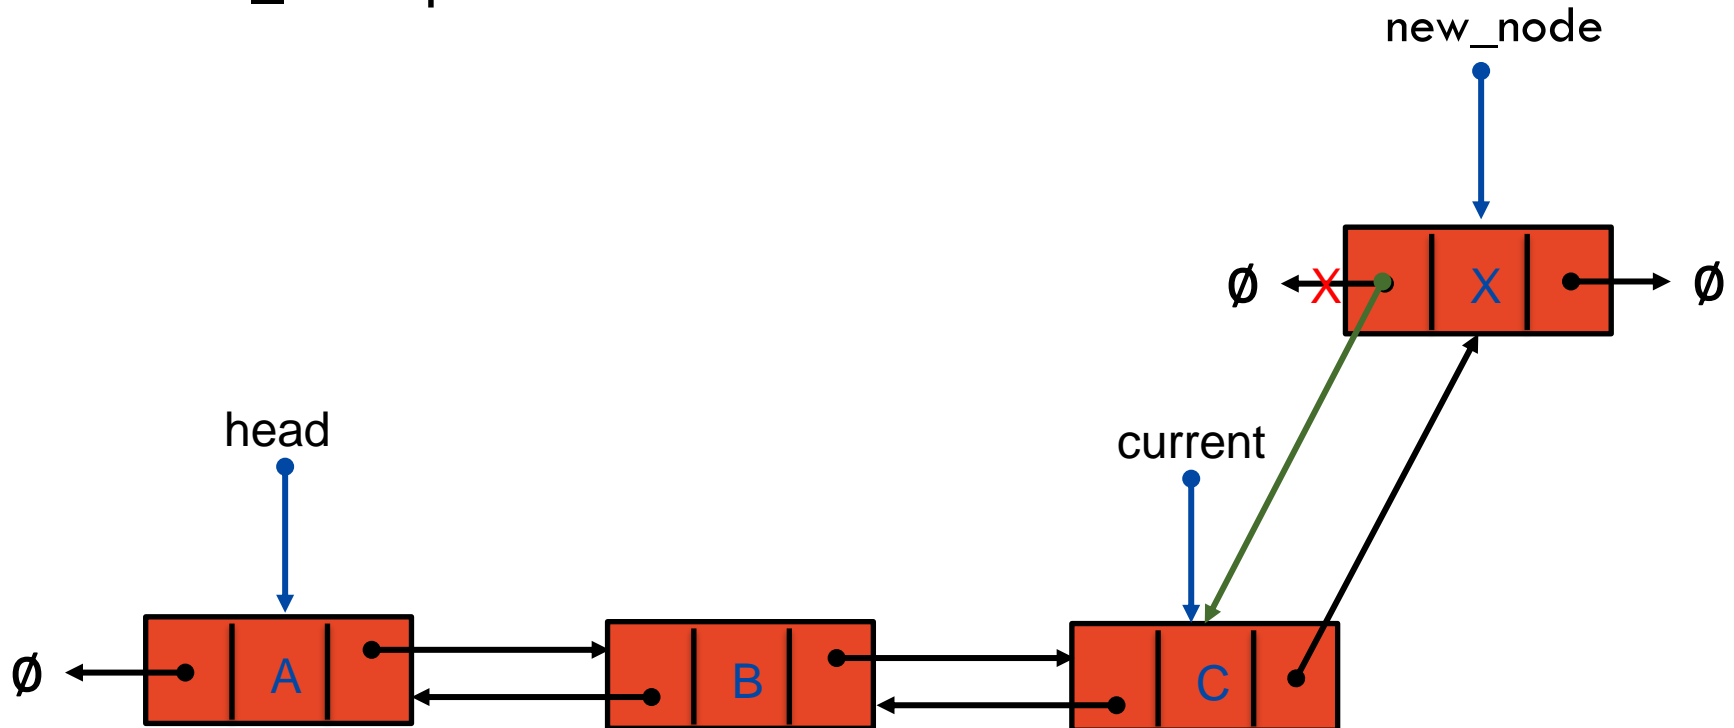 new_node
Ø X X Ø
head
current
Ø A B C